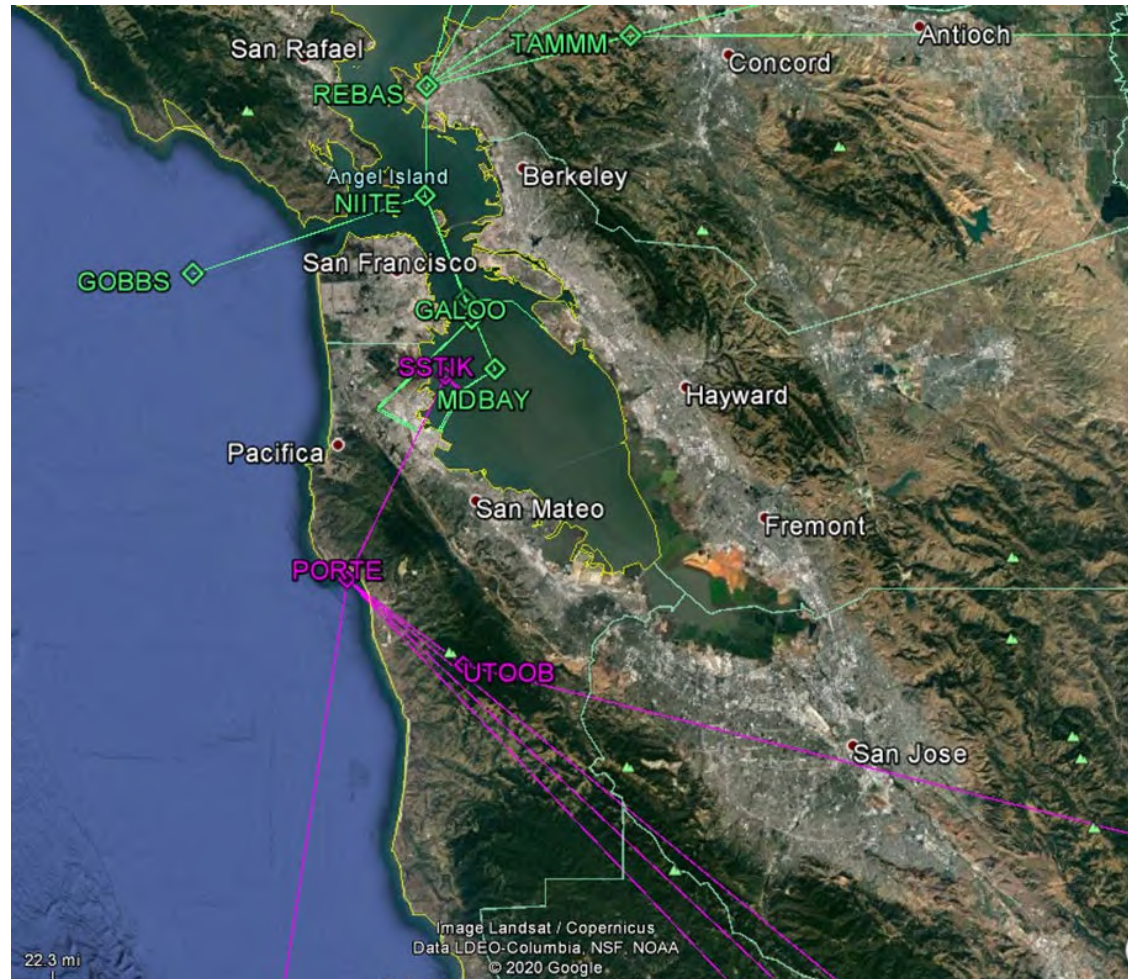 San Rafael
TAMMM
Antioch
Concord
REBAS
Angel Island
Berkeley
NIITE
San Francisco
GOBBS
GALOO
SSTIK
MDBAY
Hayward
Pacifica
San Mateo
Fremont
PORTE
UTOOB
San Jose
Image Landsat / Copernicus
Data LDEO-Columbia, NSF, NOAA
© 2020 Google
22.3 mi